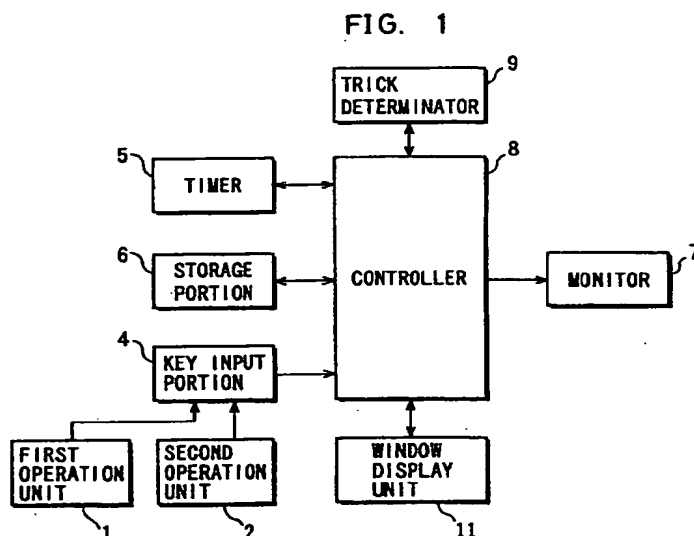 FIG. 1
9
TRICK
DETERMINATOR
5
8
TIMER
6
7
STORAGE
PORTION
CONTROLLER
MONITOR
4
KEY INPUT
PORTION
FIRST
OPERATION
UNIT
SECOND
OPERATION
UNIT
WINDOW
DISPLAY
UNIT
1
2
11